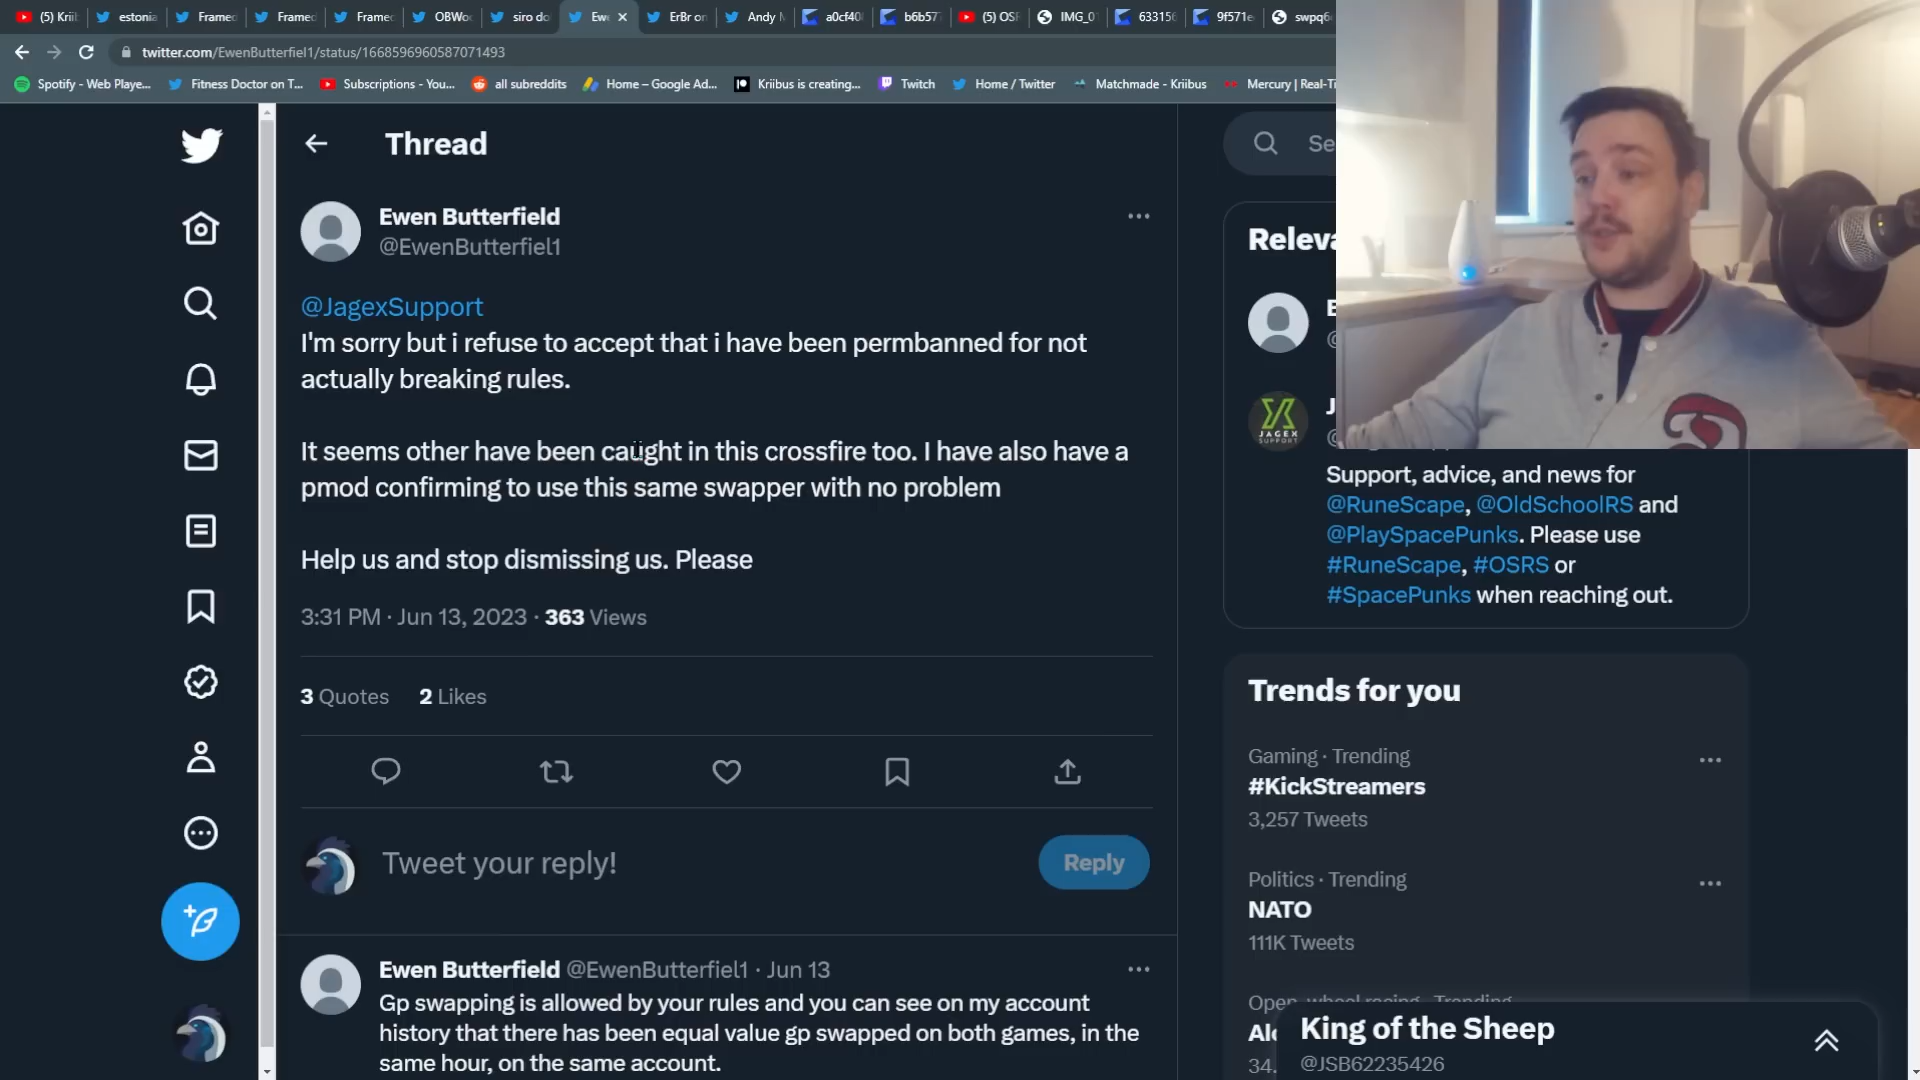 (5) Krii
estonia
Framed
Framed
Framed
OBWo
siro do
Ewe
ErBr on
Andy
a0cf40
b6b57
(5) OSR
IMG_0
633156
9f571e
swpq6
twitter.com/EwenButterfiel1/status/1668596960587071493
Spotify - Web Playe...
Fitness Doctor on T...
Subscriptions - You...
all subreddits
Home – Google Ad...
Kriibus is creating...
Twitch
Home / Twitter
Matchmade - Kriibus
Mercury | Real-Ti
Thread
Ewen Butterfield
@EwenButterfiel1
@JagexSupport
I'm sorry but i refuse to accept that i have been permbanned for not
actually breaking rules.
It seems other have been caught in this crossfire too. I have also have a
pmod confirming to use this same swapper with no problem
Help us and stop dismissing us. Please
3:31 PM · Jun 13, 2023 · 363 Views
3 Quotes 2 Likes
Tweet your reply!
Reply
Ewen Butterfield @EwenButterfiel1 · Jun 13
Gp swapping is allowed by your rules and you can see on my account
history that there has been equal value gp swapped on both games, in the
same hour, on the same account.
Se
Releva
E
@
JAGEX
SUPPORT
J
@
Support, advice, and news for
@RuneScape, @OldSchoolRS and
@PlaySpacePunks. Please use
#RuneScape, #OSRS or
#SpacePunks when reaching out.
Trends for you
Gaming · Trending
#KickStreamers
3,257 Tweets
Politics · Trending
NATO
111K Tweets
Open-wheel racing · Trending
Alo
34.
King of the Sheep
@JSB62235426